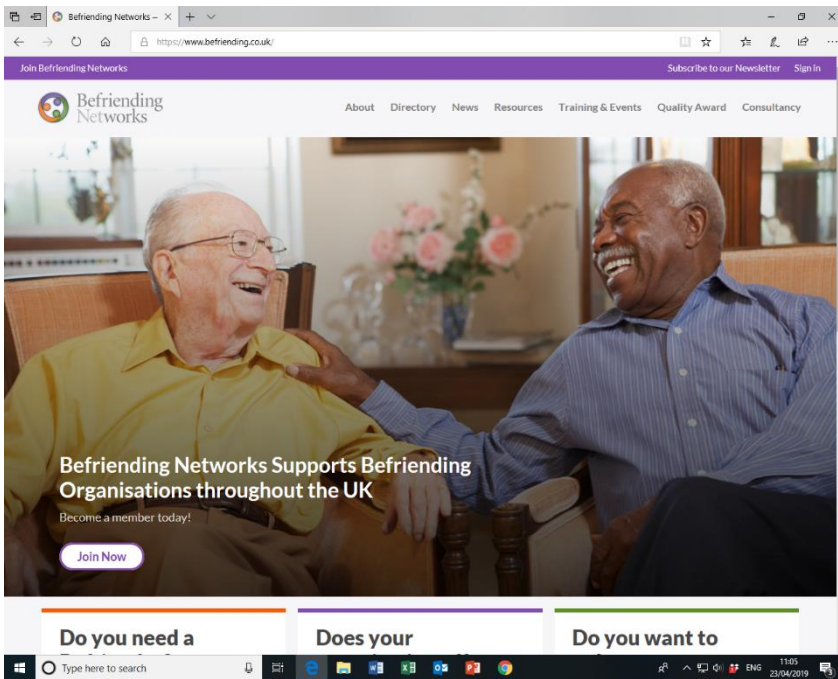 Befriending Networks –
https://www.befriending.co.uk/
Join Befriending Networks
Subscribe to our Newsletter Sign in
Befriending
Networks
About Directory News Resources Training & Events Quality Award Consultancy
Befriending Networks Supports Befriending
Organisations throughout the UK
Become a member today!
Join Now
Do you need a
Does your
Do you want to
Type here to search
ENG
11:05
23/04/2019